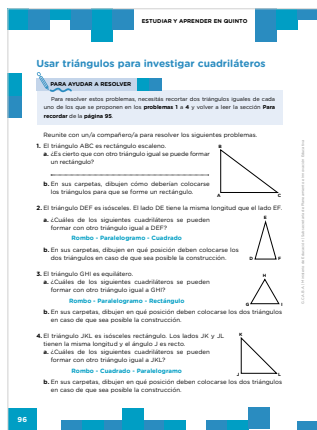 ESTUDIAR Y APRENDER EN QUINTO
Usar triángulos para investigar cuadriláteros
PARA AYUDAR A RESOLVER
Para resolver estos problemas, necesitás recortar dos triángulos iguales de cada
uno de los que se proponen en los problemas 1 a 4 y volver a leer la sección Para
recordar de la página 95.
Reunite con un/a compañero/a para resolver los siguientes problemas.
1. El triángulo ABC es rectángulo escaleno.
a. ¿Es cierto que con otro triángulo igual se puede formar
un rectángulo?
b. En sus carpetas, dibujen cómo deberían colocarse
los triángulos para que se forme un rectángulo.
B
A
C
2. El triángulo DEF es isósceles. El lado DE tiene la misma longitud que el lado EF.
a. ¿Cuáles de los siguientes cuadriláteros se pueden
formar con otro triángulo igual a DEF?
Rombo - Paralelogramo - Cuadrado
b. En sus carpetas, dibujen en qué posición deben colocarse los
dos triángulos en caso de que sea posible la construcción.
E
D
F
3. El triángulo GHI es equilátero.
a. ¿Cuáles de los siguientes cuadriláteros se pueden
formar con otro triángulo igual a GHI?
Rombo - Paralelogramo - Rectángulo
b. En sus carpetas, dibujen en qué posición deben colocarse los dos triángulos
en caso de que sea posible la construcción.
H
G
I
4. El triángulo JKL es isósceles rectángulo. Los lados JK y JL
tienen la misma longitud y el ángulo J es recto.
a. ¿Cuáles de los siguientes cuadriláteros se pueden
formar con otro triángulo igual a JKL?
Rombo - Cuadrado - Paralelogramo
b. En sus carpetas, dibujen en qué posición deben colocarse los dos triángulos
en caso de que sea posible la construcción.
K
J
L
96